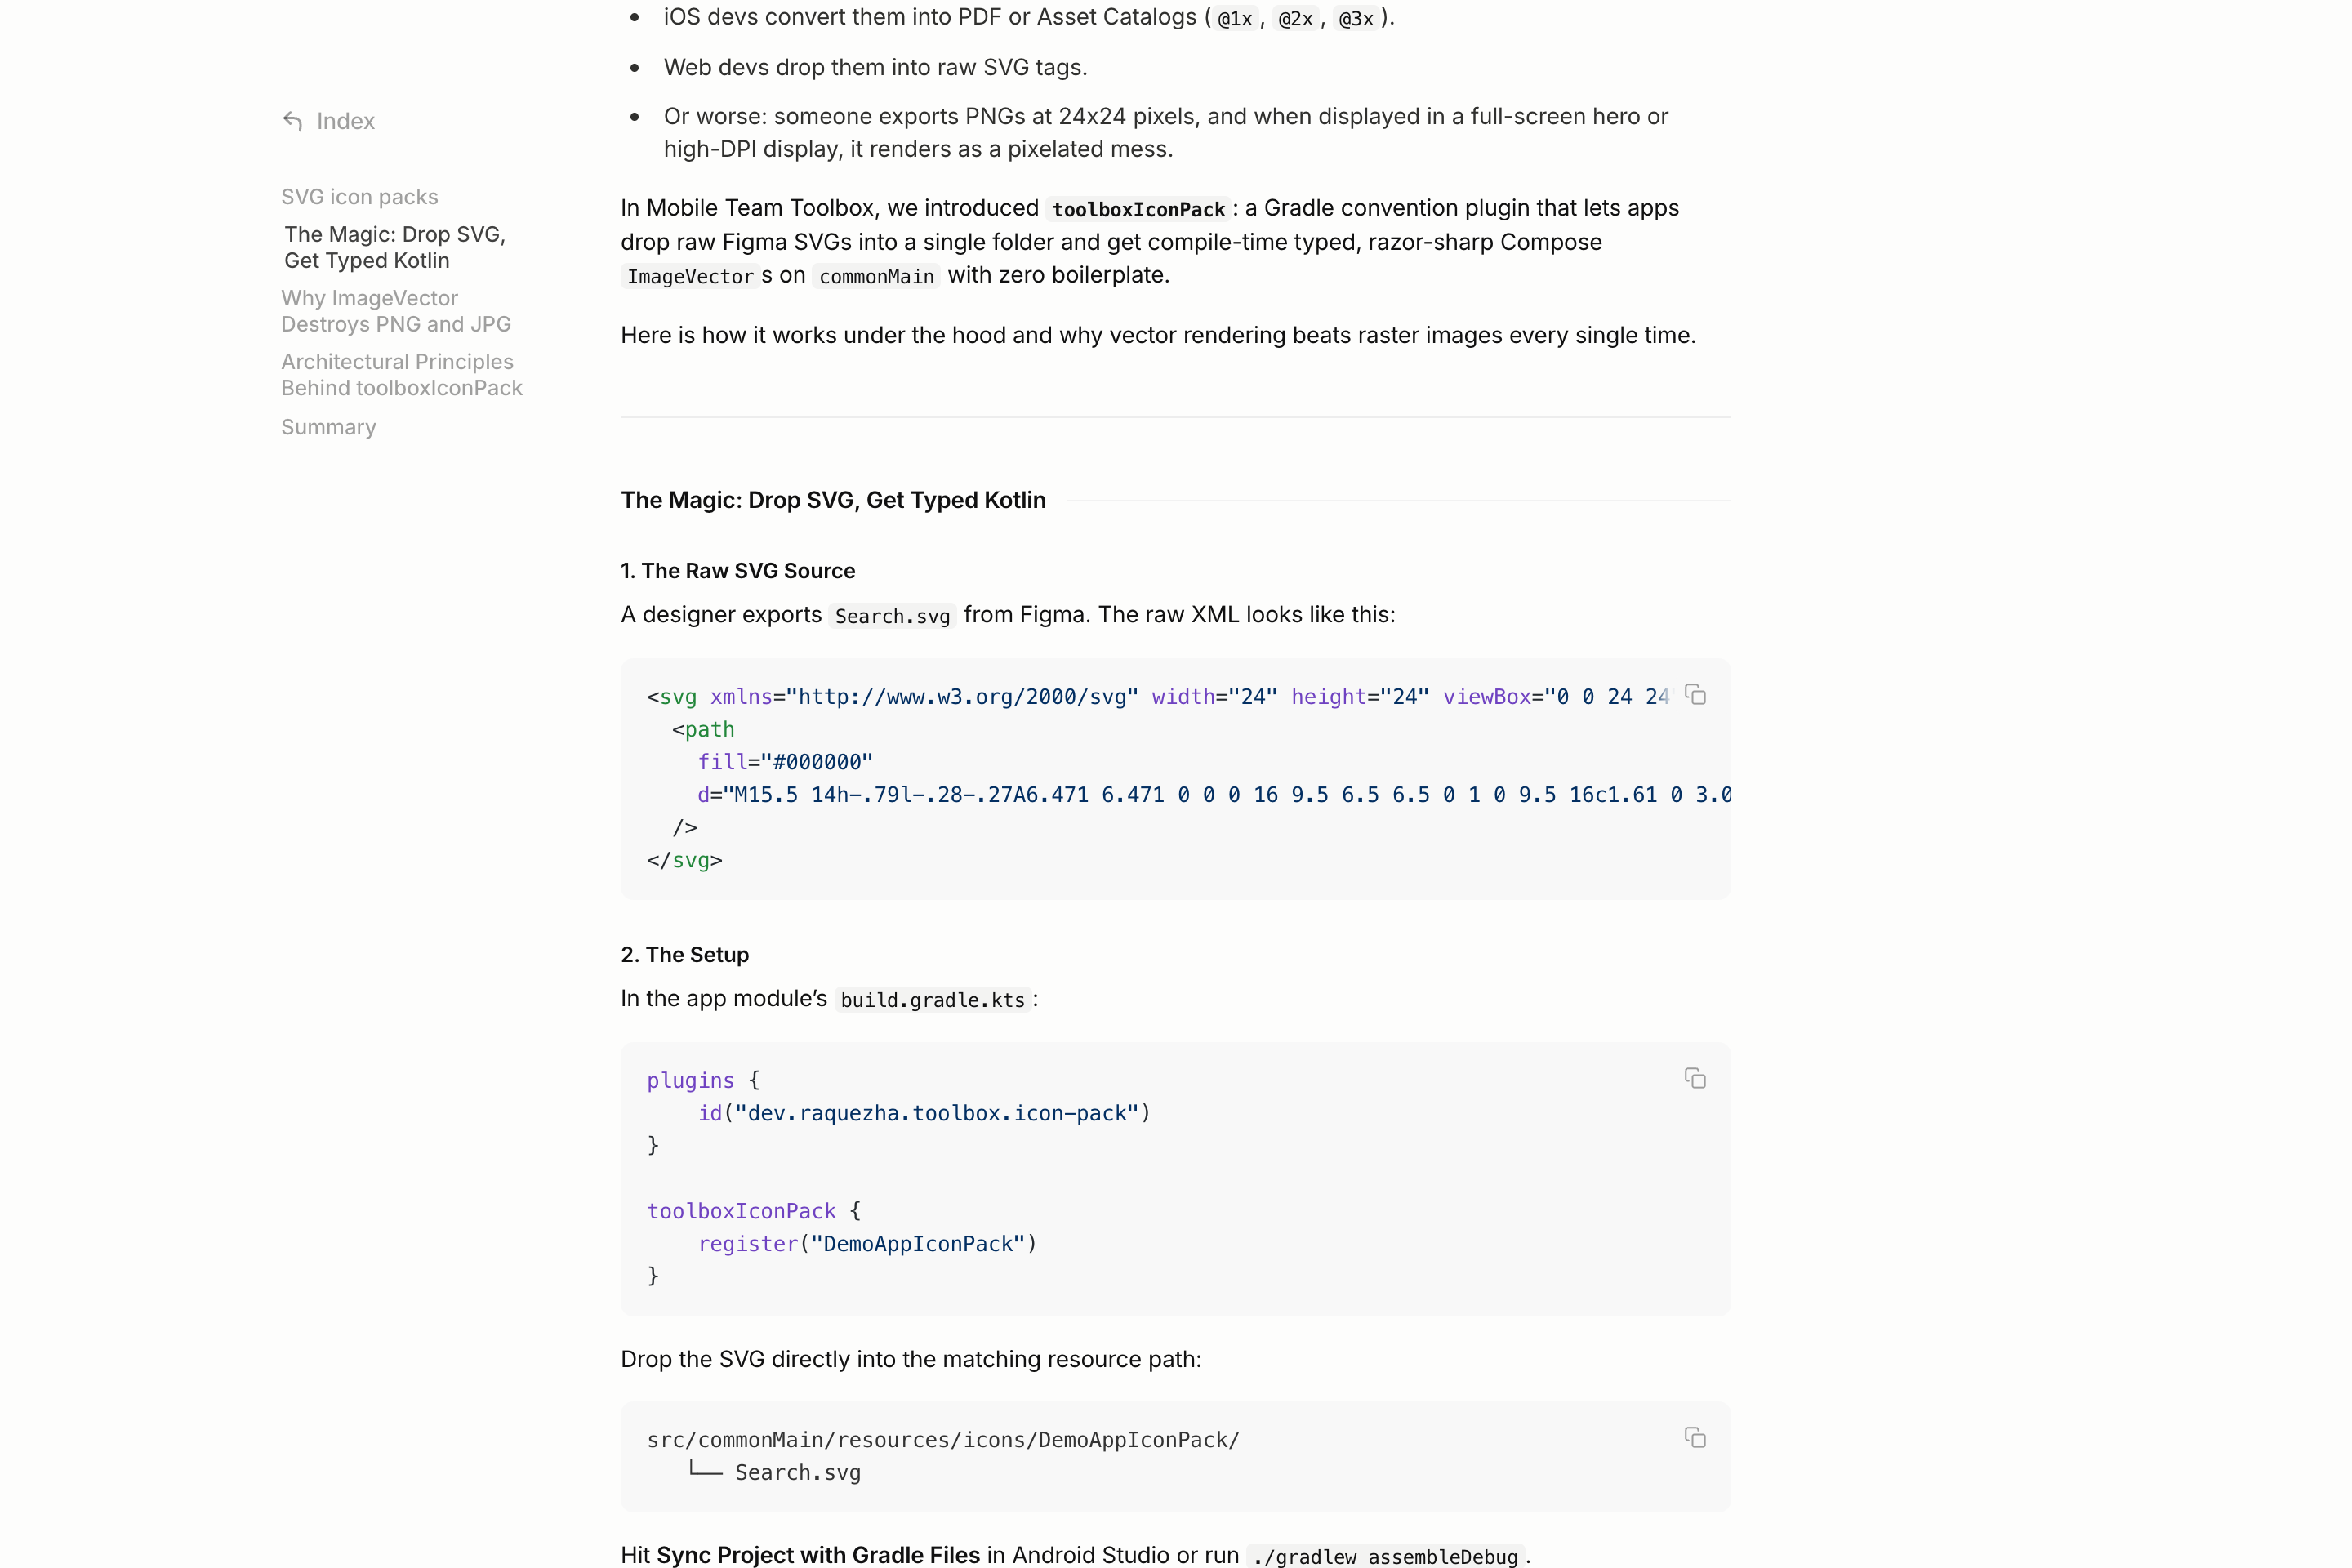 iOS devs convert them into PDF or Asset Catalogs (@1x, @2x, @3x).
Web devs drop them into raw SVG tags.
Or worse: someone exports PNGs at 24x24 pixels, and when displayed in a full-screen hero or
high-DPI display, it renders as a pixelated mess.
Index
SVG icon packs
The Magic: Drop SVG,
Get Typed Kotlin
Why ImageVector
Destroys PNG and JPG
Architectural Principles
Behind toolboxIconPack
Summary
In Mobile Team Toolbox, we introduced toolboxIconPack: a Gradle convention plugin that lets apps
drop raw Figma SVGs into a single folder and get compile-time typed, razor-sharp Compose
ImageVectors on commonMain with zero boilerplate.
Here is how it works under the hood and why vector rendering beats raster images every single time.
The Magic: Drop SVG, Get Typed Kotlin
1. The Raw SVG Source
A designer exports Search.svg from Figma. The raw XML looks like this:
<svg xmlns="http://www.w3.org/2000/svg" width="24" height="24" viewBox="0 0 24 24"
  <path
    fill="#000000"
    d="M15.5 14h-.79l-.28-.27A6.471 6.471 0 0 0 16 9.5 6.5 6.5 0 1 0 9.5 16c1.61 0 3.0
  />
</svg>
2. The Setup
In the app module’s build.gradle.kts:
plugins {
    id("dev.raquezha.toolbox.icon-pack")
}
toolboxIconPack {
    register("DemoAppIconPack")
}
Drop the SVG directly into the matching resource path:
src/commonMain/resources/icons/DemoAppIconPack/
   └── Search.svg
Hit Sync Project with Gradle Files in Android Studio or run ./gradlew assembleDebug.